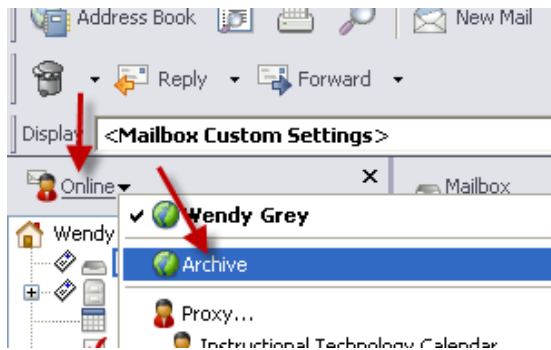 Address Book New Mail
Reply Forward
Display <Mailbox Custom Settings>
Online Mailbox
Wendy Grey
Wendy
Archive
Proxy...
Instructional Technology Calendar